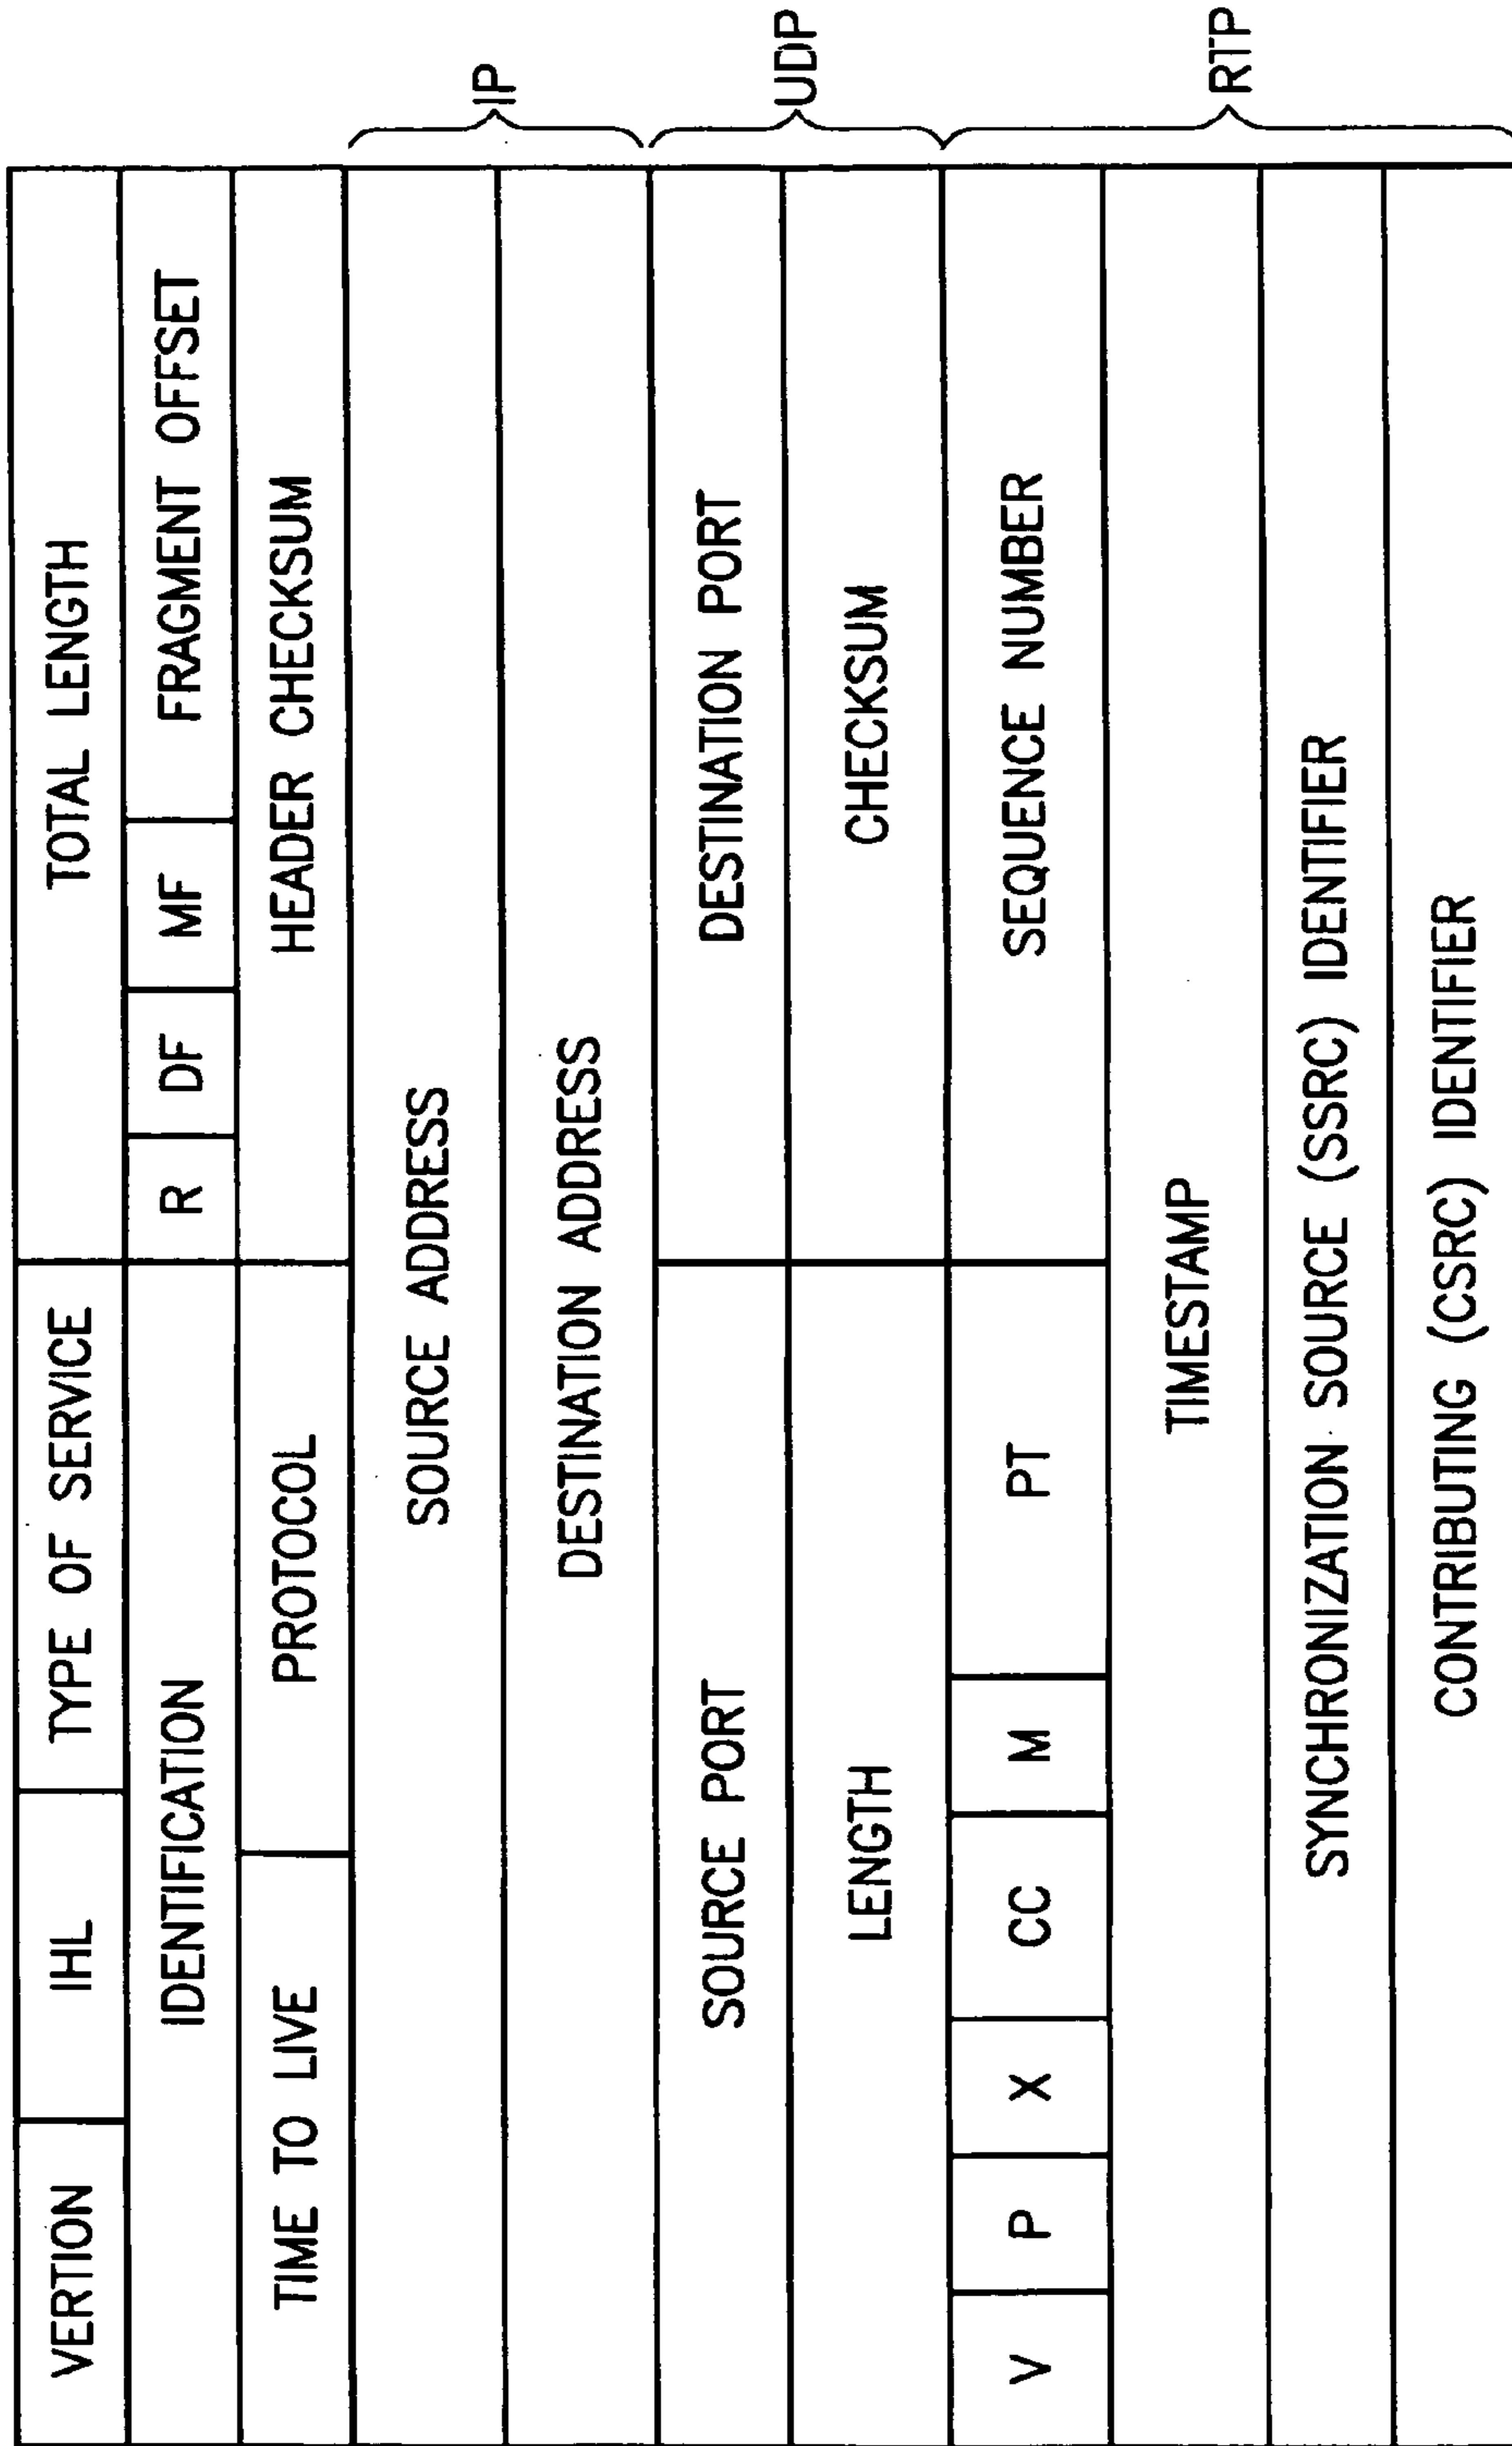 VERTION IHL TYPE OF SERVICE TOTAL LENGTH
IDENTIFICATION R DF MF FRAGMENT OFFSET
TIME TO LIVE PROTOCOL HEADER CHECKSUM
SOURCE ADDRESS
DESTINATION ADDRESS
IP
SOURCE PORT DESTINATION PORT
LENGTH CHECKSUM
UDP
V P X CC M PT SEQUENCE NUMBER
TIMESTAMP
SYNCHRONIZATION SOURCE (SSRC) IDENTIFIER
CONTRIBUTING (CSRC) IDENTIFIER
RTP